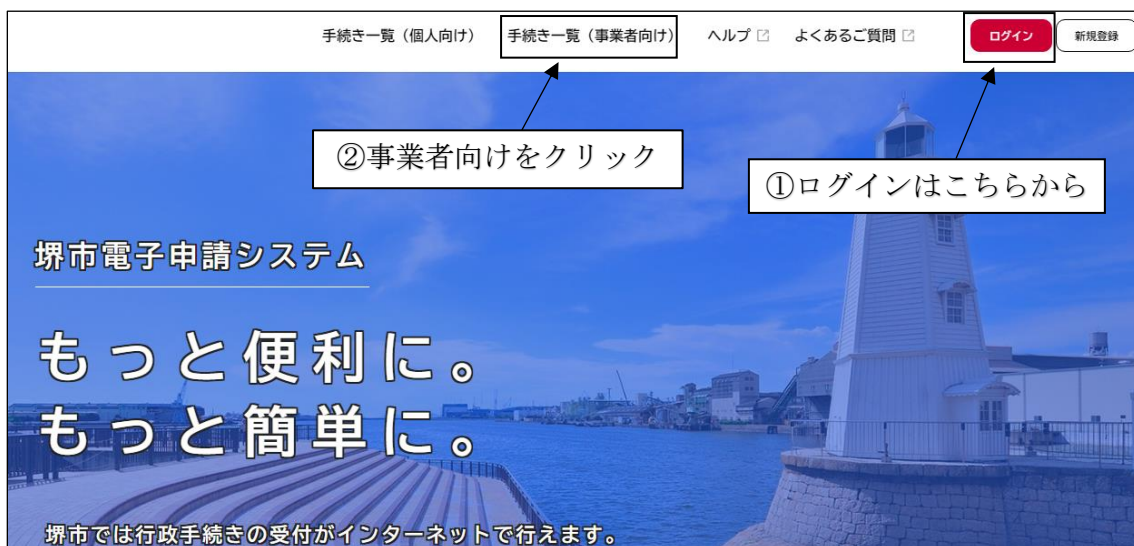 手続き一覧（個人向け） 手続き一覧（事業者向け） ヘルプ よくあるご質問 ログイン 新規登録
②事業者向けをクリック
①ログインはこちらから
堺市電子申請システム
もっと便利に。
もっと簡単に。
堺市では行政手続きの受付がインターネットで行えます。